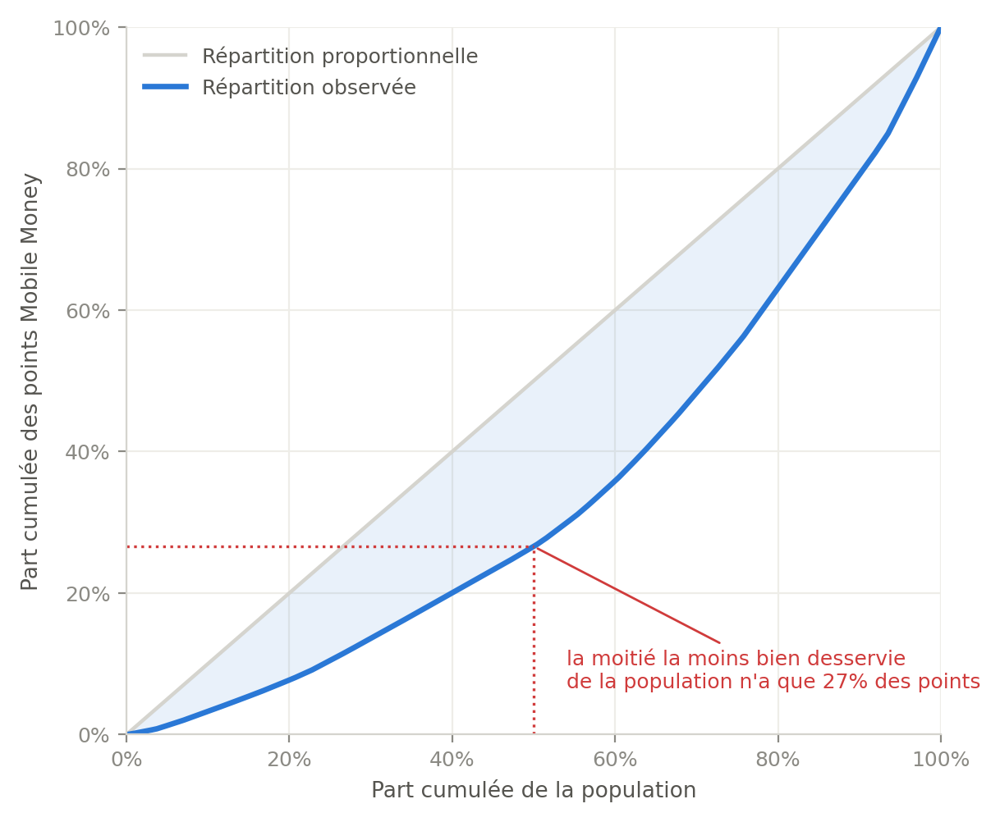 100%
80%
60%
40%
20%
0%
Part cumulée des points Mobile Money
Répartition proportionnelle
Répartition observée
la moitié la moins bien desservie
de la population n'a que 27% des points
0%
20%
40%
60%
80%
100%
Part cumulée de la population